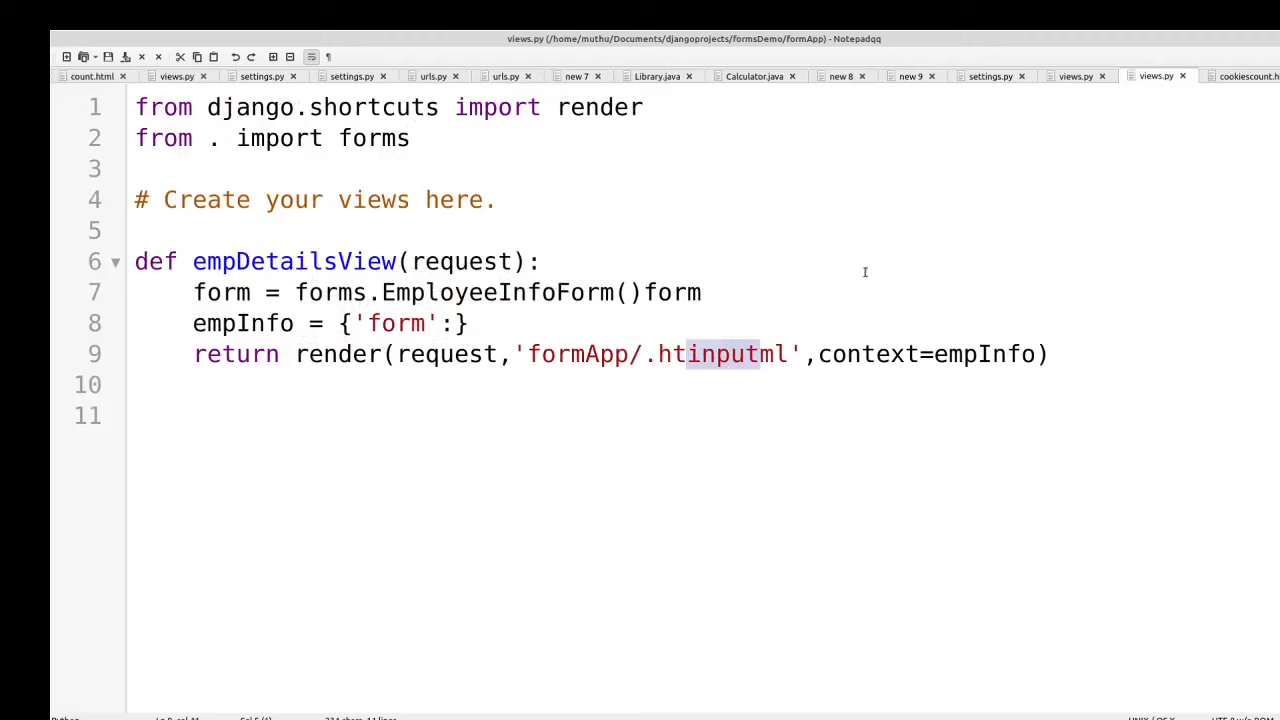 views.py (/home/muthu/Documents/djangoprojects/formsDemo/formApp) - Notepadqq
count.html views.py settings.py settings.py urls.py urls.py new 7 Library.java Calculator.java new 8 new 9 settings.py views.py views.py cookiescount.h
1 from django.shortcuts import render
2 from . import forms
3
4 # Create your views here.
5
6 def empDetailsView(request):
7 form = forms.EmployeeInfoForm()form
8 empInfo = {'form':}
9 return render(request,'formApp/.htinputml',context=empInfo)
10
11